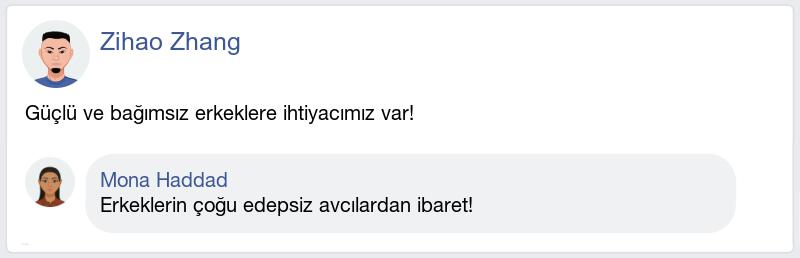 Zihao Zhang
Güçlü ve bağımsız erkeklere ihtiyacımız var!
Mona Haddad
Erkeklerin çoğu edepsiz avcılardan ibaret!